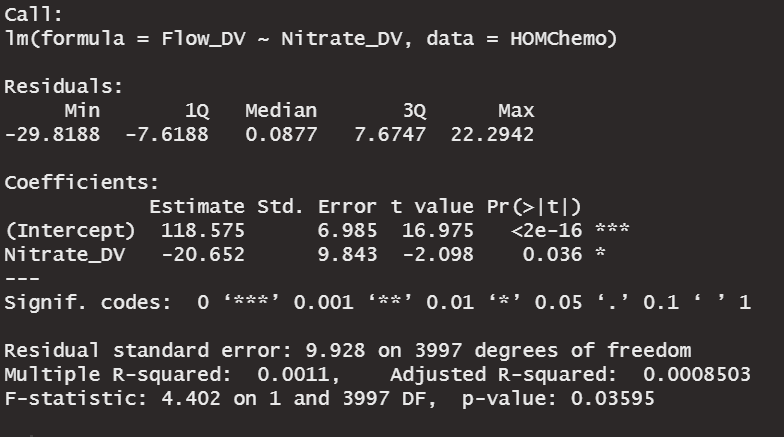 Call:
lm(formula = Flow_DV ~ Nitrate_DV, data = HOMChemo)
Residuals:
Min 1Q Median 3Q Max
-29.8188 -7.6188 0.0877 7.6747 22.2942
Coefficients:
Estimate Std. Error t value Pr(>|t|)
(Intercept) 118.575 6.985 16.975 <2e-16 ***
Nitrate_DV -20.652 9.843 -2.098 0.036 *
---
Signif. codes: 0 ‘***’ 0.001 ‘**’ 0.01 ‘*’ 0.05 ‘.’ 0.1 ‘ ’ 1
Residual standard error: 9.928 on 3997 degrees of freedom
Multiple R-squared: 0.0011, Adjusted R-squared: 0.0008503
F-statistic: 4.402 on 1 and 3997 DF, p-value: 0.03595